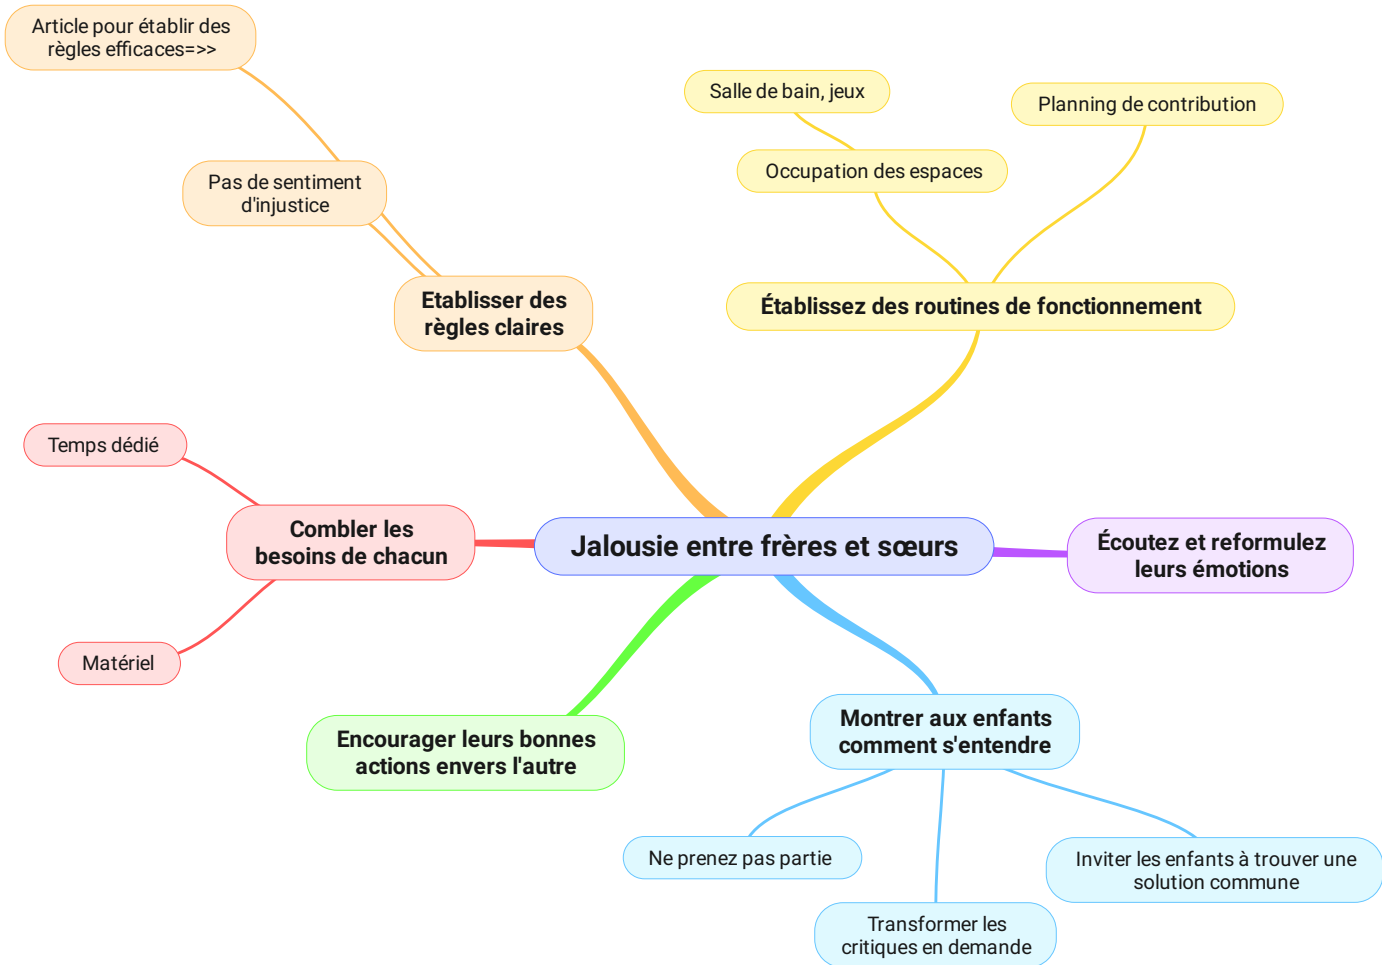 Article pour établir des
règles efficaces=>>
Pas de sentiment
d'injustice
Etablisser des
règles claires
Salle de bain, jeux
Occupation des espaces
Planning de contribution
Établissez des routines de fonctionnement
Temps dédié
Combler les
besoins de chacun
Matériel
Jalousie entre frères et sœurs
Écoutez et reformulez
leurs émotions
Encourager leurs bonnes
actions envers l'autre
Montrer aux enfants
comment s'entendre
Ne prenez pas partie
Transformer les
critiques en demande
Inviter les enfants à trouver une
solution commune